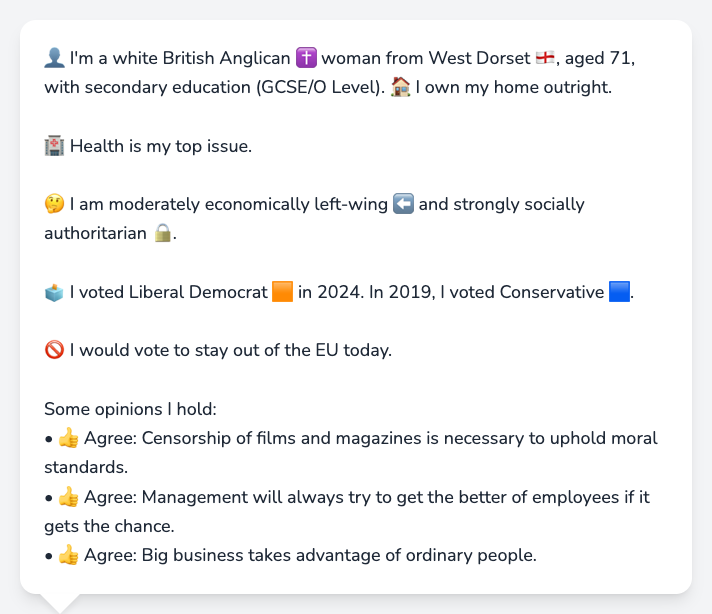 👤 I'm a white British Anglican ✝️ woman from West Dorset 🏴󠁧󠁢󠁥󠁮󠁧󠁿, aged 71,
with secondary education (GCSE/O Level). 🏠 I own my home outright.
🏥 Health is my top issue.
🤔 I am moderately economically left-wing ⬅️ and strongly socially
authoritarian 🔒.
🗳️ I voted Liberal Democrat 🟧 in 2024. In 2019, I voted Conservative 🟦.
🚫 I would vote to stay out of the EU today.
Some opinions I hold:
• 👍 Agree: Censorship of films and magazines is necessary to uphold moral
standards.
• 👍 Agree: Management will always try to get the better of employees if it
gets the chance.
• 👍 Agree: Big business takes advantage of ordinary people.